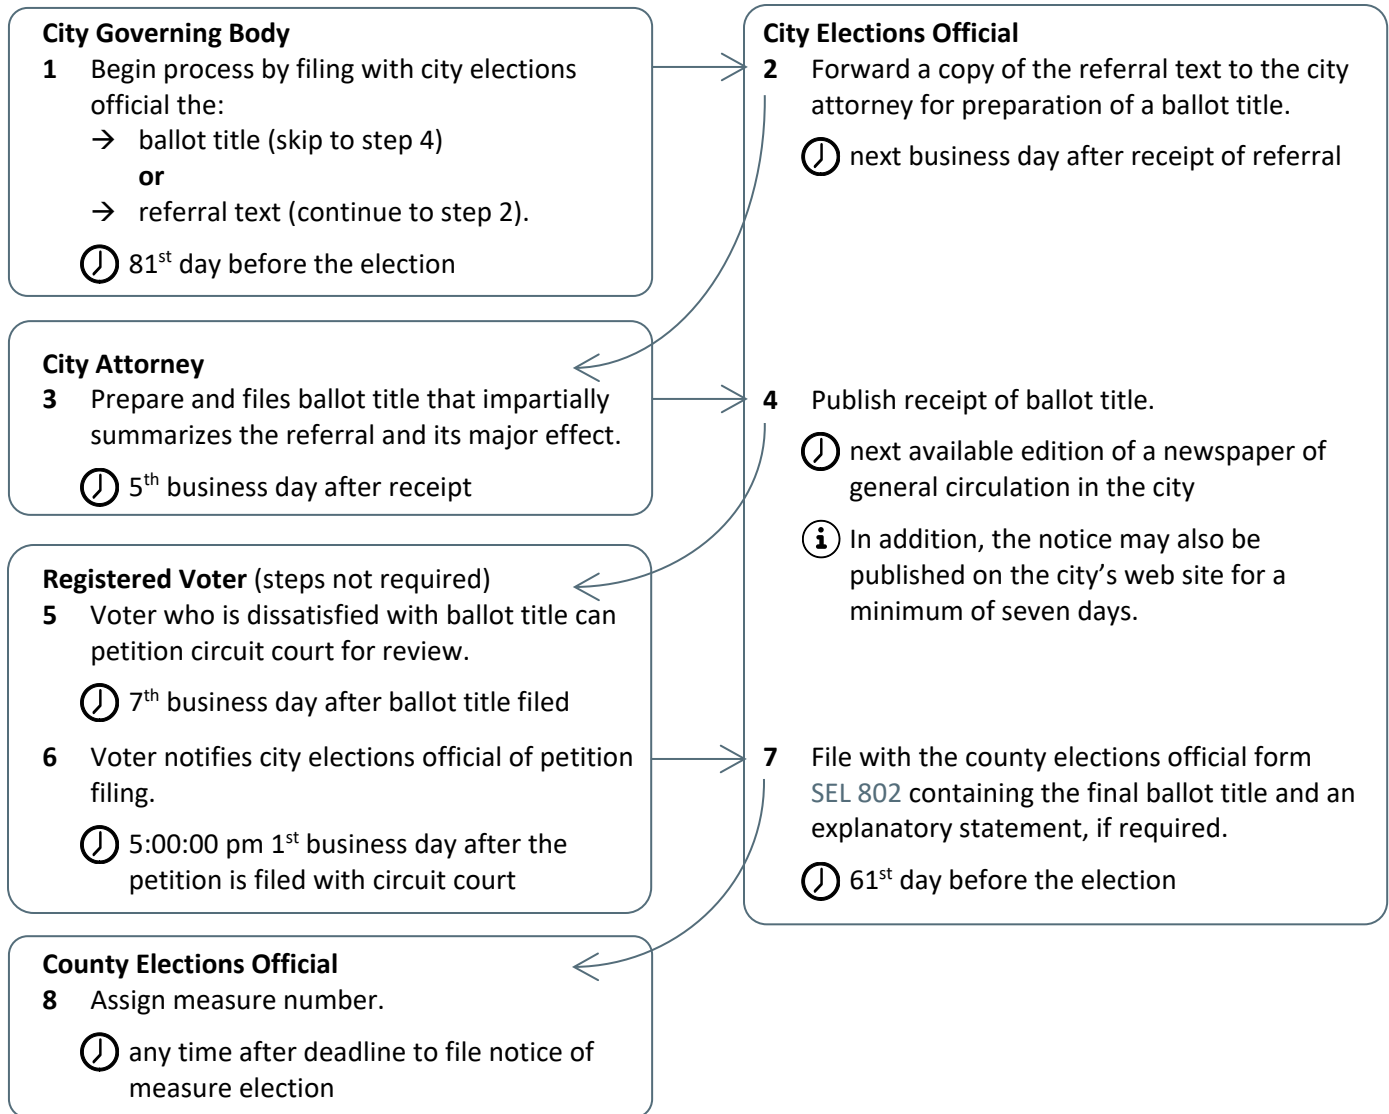 City Governing Body
1 Begin process by filing with city elections
official the:
→ ballot title (skip to step 4)
or
→ referral text (continue to step 2).
81st day before the election
City Elections Official
2 Forward a copy of the referral text to the city
attorney for preparation of a ballot title.
next business day after receipt of referral
City Attorney
3 Prepare and files ballot title that impartially
summarizes the referral and its major effect.
5th business day after receipt
4 Publish receipt of ballot title.
next available edition of a newspaper of
general circulation in the city
In addition, the notice may also be
published on the city’s web site for a
minimum of seven days.
Registered Voter (steps not required)
5 Voter who is dissatisfied with ballot title can
petition circuit court for review.
7th business day after ballot title filed
6 Voter notifies city elections official of petition
filing.
5:00:00 pm 1st business day after the
petition is filed with circuit court
7 File with the county elections official form
SEL 802 containing the final ballot title and an
explanatory statement, if required.
61st day before the election
County Elections Official
8 Assign measure number.
any time after deadline to file notice of
measure election